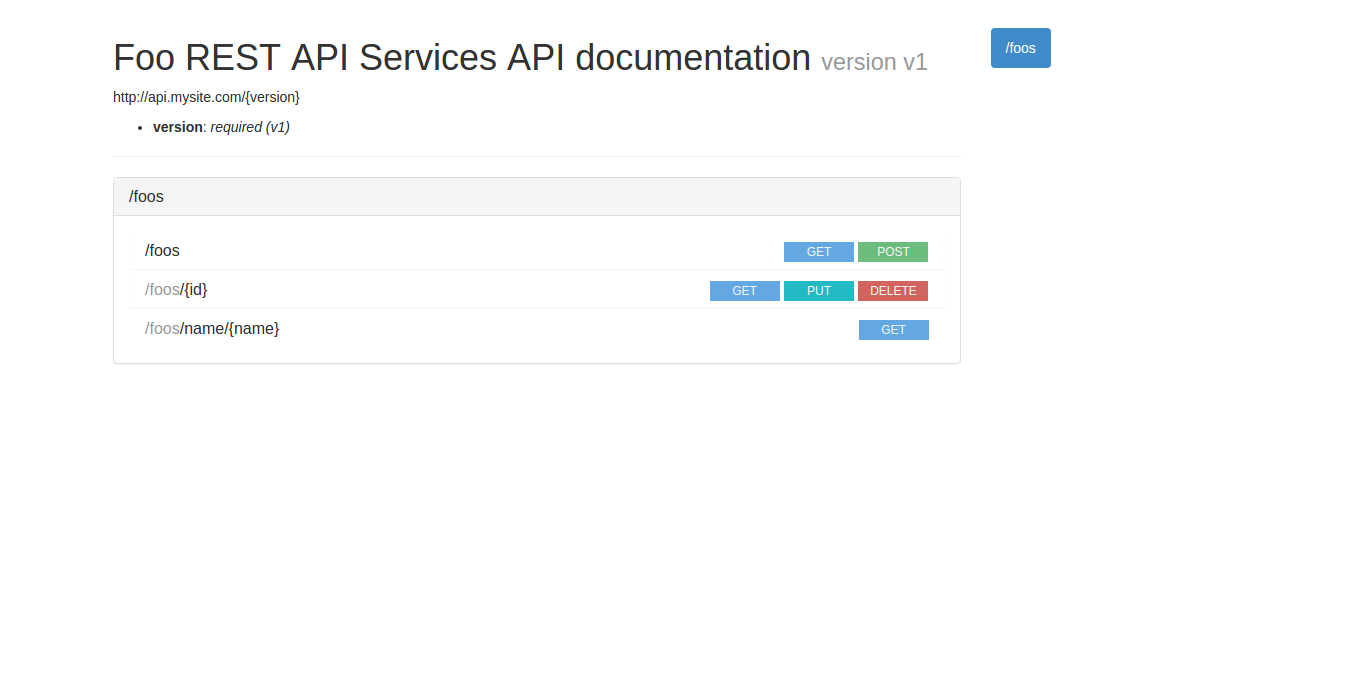 Foo REST API Services API documentation version v1
/foos
http://api.mysite.com/{version}
• version: required (v1)
/foos
/foos GET POST
/foos/{id} GET PUT DELETE
/foos/name/{name} GET